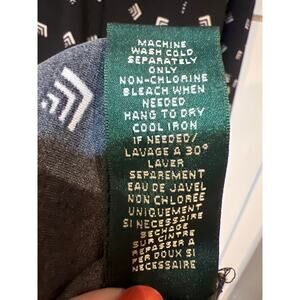 MACHINE
WASH COLD
SEPARATELY
ONLY
NON-CHLORINE
BLEACH WHEN
NEEDED
HANG TO DRY
COOL IRON
IF NEEDED/
LAVAGE A 30°
LAVER
SEPAREMENT
EAU DE JAVEL
NON CHLOREE
UNIQUEMENT
SI NECESSAIRE
SECHAGE
SUR CINTRE
REPASSER A
FER DOUX SI
NECESSAIRE